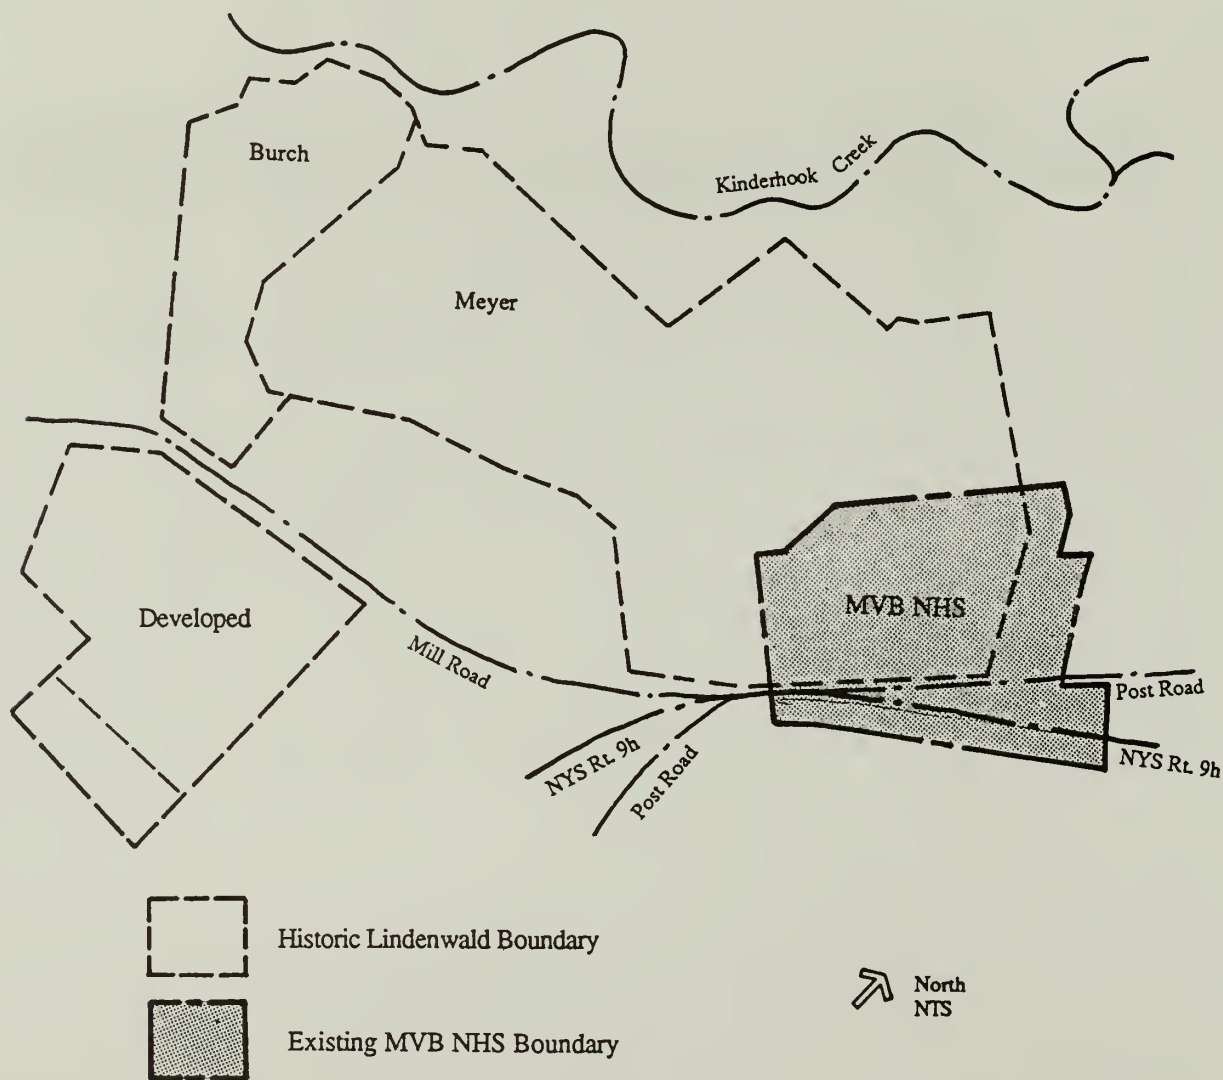 Burch
Kinderhook Creek
Meyer
MVB NHS
Developed
Mill Road
Post Road
NYS Rt. 9h
Post Road
NYS Rt. 9h
Historic Lindenwald Boundary
North
NTS
Existing MVB NHS Boundary